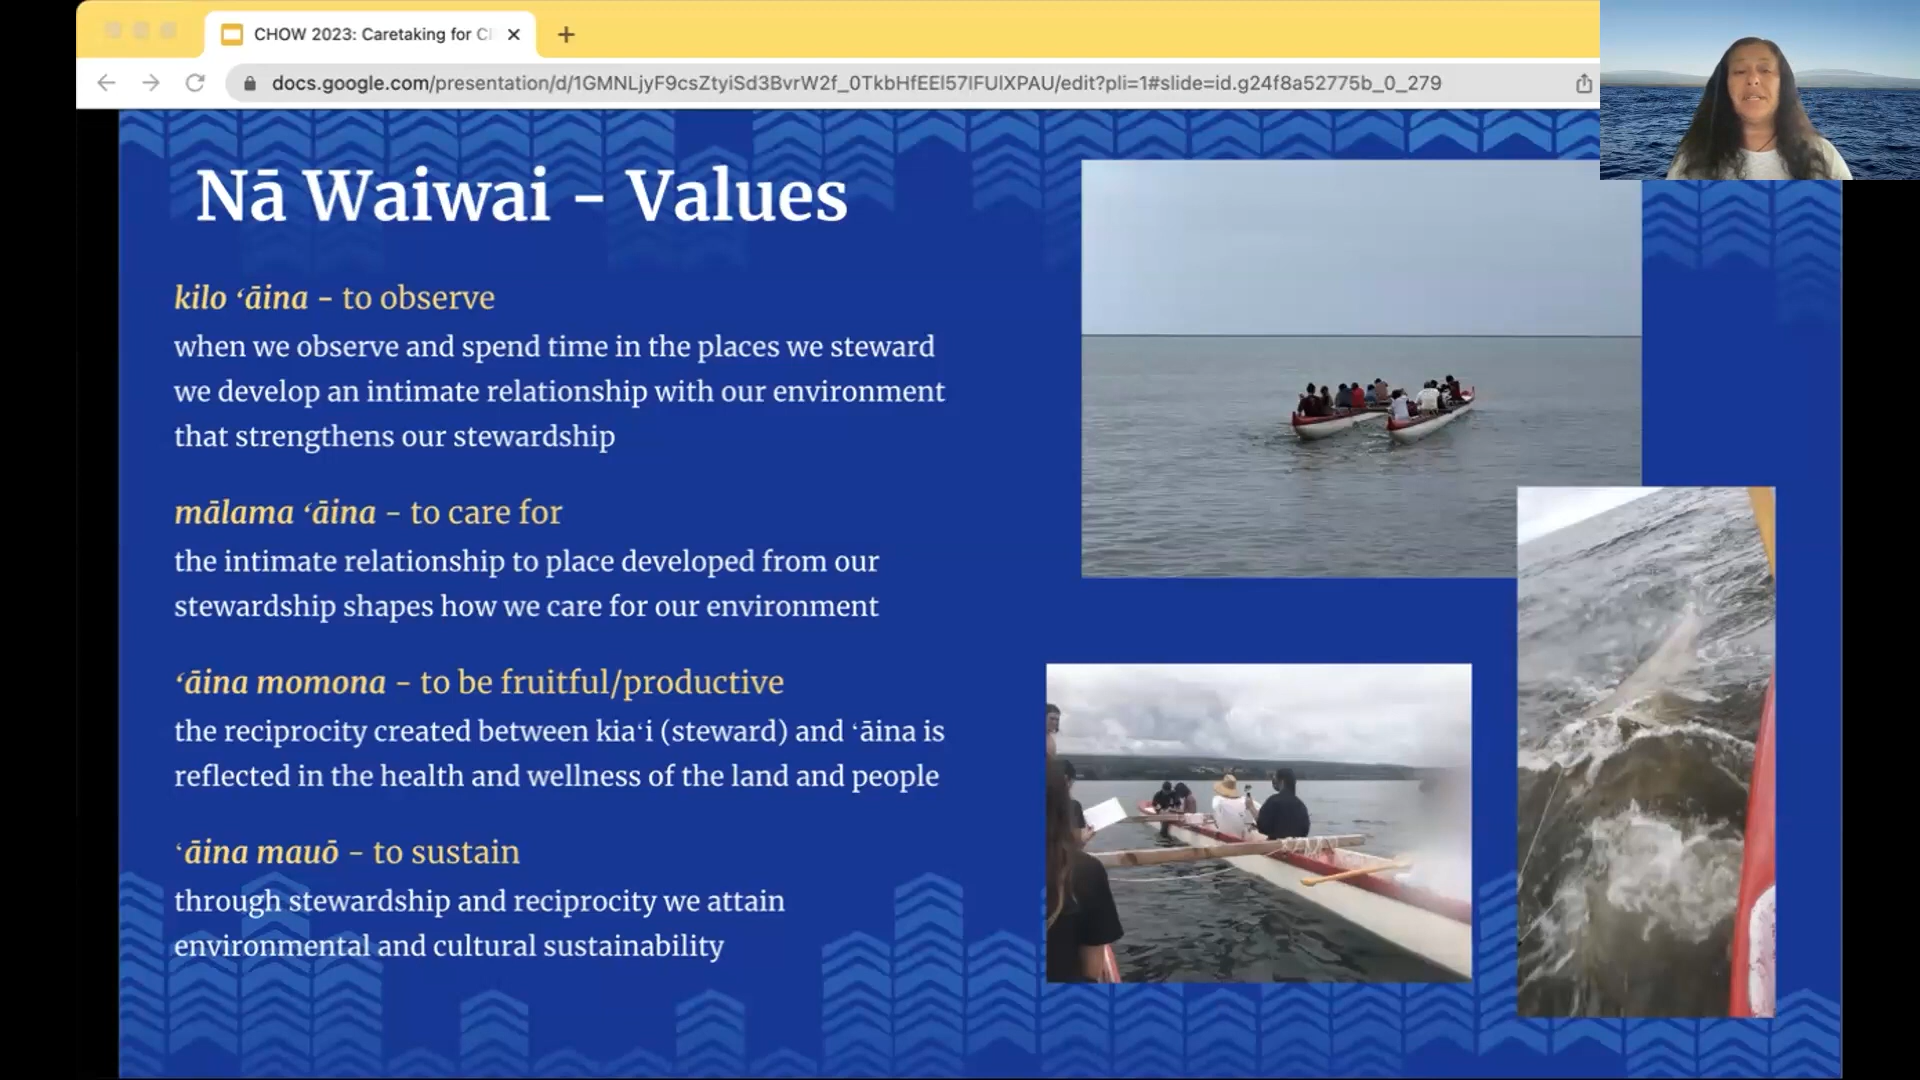 CHOW 2023: Caretaking for C
docs.google.com/presentation/d/1GMNLjyF9csZtyiSd3BvrW2f_0TkbHfEEl57lFUlXPAU/edit?pli=1#slide=id.g24f8a52775b_0_279
Nā Waiwai - Values
kilo ʻāina - to observe
when we observe and spend time in the places we steward
we develop an intimate relationship with our environment
that strengthens our stewardship
mālama ʻāina - to care for
the intimate relationship to place developed from our
stewardship shapes how we care for our environment
ʻāina momona - to be fruitful/productive
the reciprocity created between kiaʻi (steward) and ʻāina is
reflected in the health and wellness of the land and people
ʻāina mauō - to sustain
through stewardship and reciprocity we attain
environmental and cultural sustainability